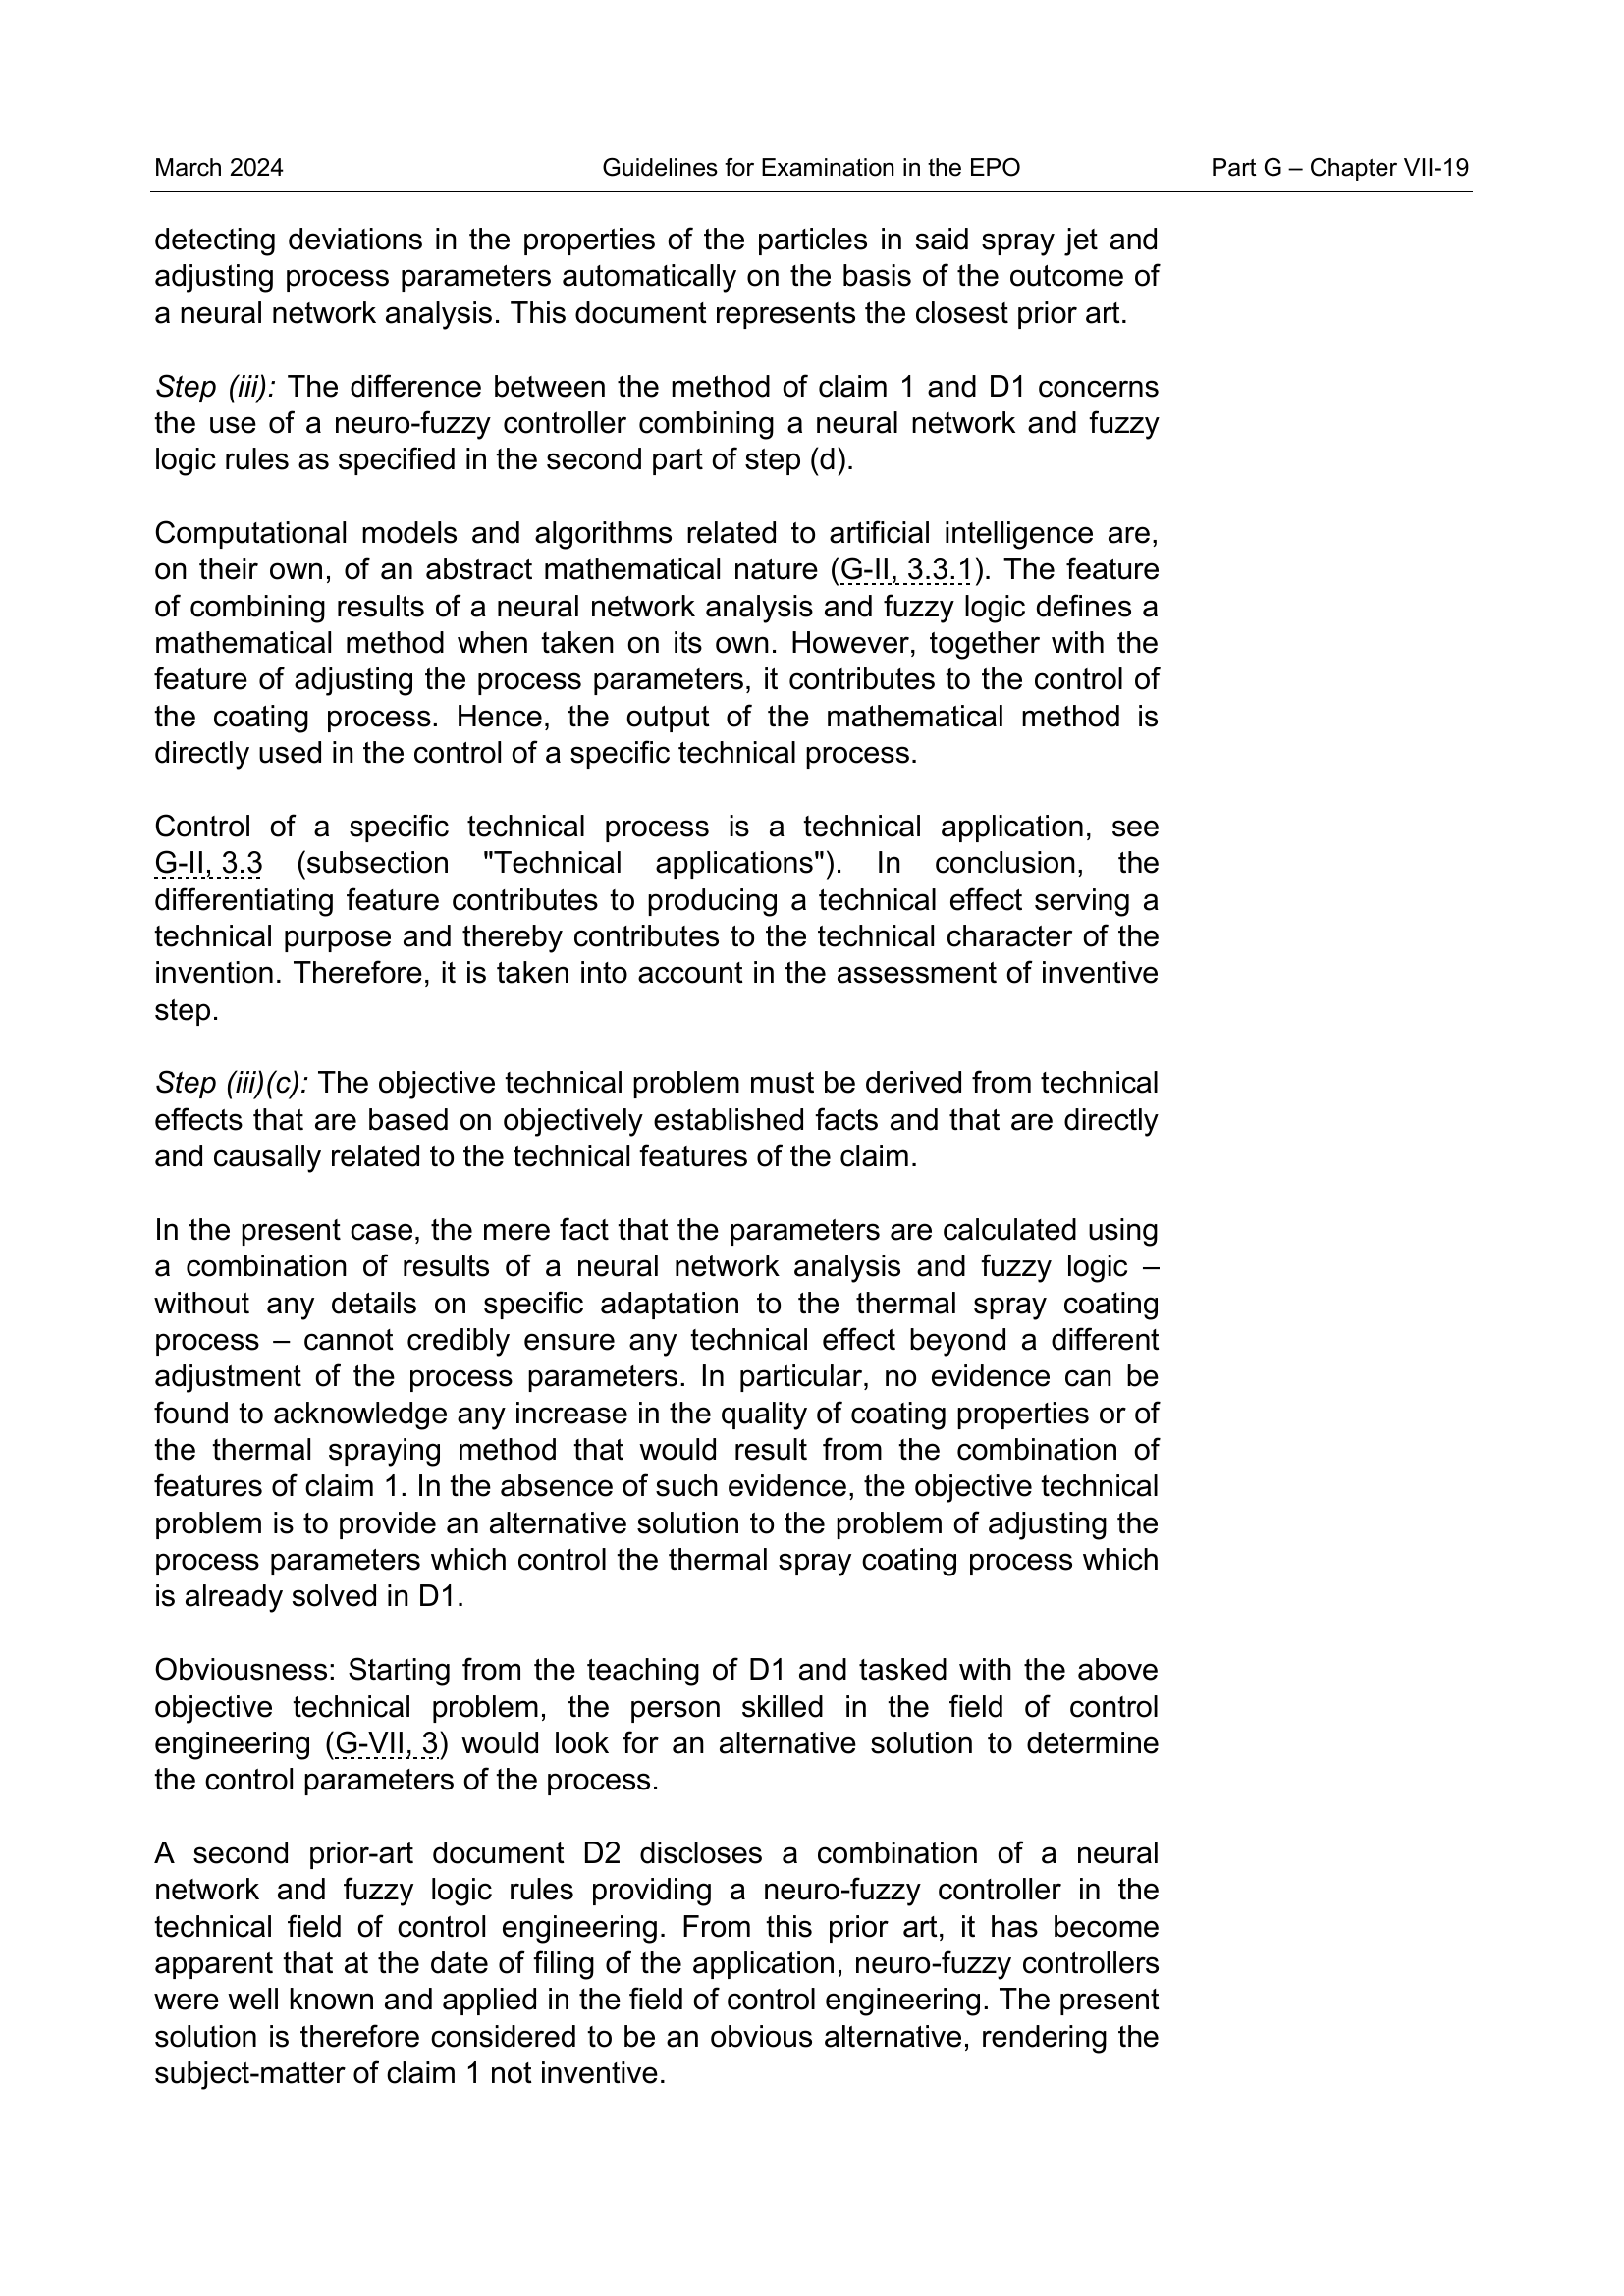 March 2024 Guidelines for Examination in the EPO Part G – Chapter VII-19
detecting deviations in the properties of the particles in said spray jet and
adjusting process parameters automatically on the basis of the outcome of
a neural network analysis. This document represents the closest prior art.
Step (iii): The difference between the method of claim 1 and D1 concerns
the use of a neuro-fuzzy controller combining a neural network and fuzzy
logic rules as specified in the second part of step (d).
Computational models and algorithms related to artificial intelligence are,
on their own, of an abstract mathematical nature (G-II, 3.3.1). The feature
of combining results of a neural network analysis and fuzzy logic defines a
mathematical method when taken on its own. However, together with the
feature of adjusting the process parameters, it contributes to the control of
the coating process. Hence, the output of the mathematical method is
directly used in the control of a specific technical process.
Control of a specific technical process is a technical application, see
G-II, 3.3 (subsection "Technical applications"). In conclusion, the
differentiating feature contributes to producing a technical effect serving a
technical purpose and thereby contributes to the technical character of the
invention. Therefore, it is taken into account in the assessment of inventive
step.
Step (iii)(c): The objective technical problem must be derived from technical
effects that are based on objectively established facts and that are directly
and causally related to the technical features of the claim.
In the present case, the mere fact that the parameters are calculated using
a combination of results of a neural network analysis and fuzzy logic –
without any details on specific adaptation to the thermal spray coating
process – cannot credibly ensure any technical effect beyond a different
adjustment of the process parameters. In particular, no evidence can be
found to acknowledge any increase in the quality of coating properties or of
the thermal spraying method that would result from the combination of
features of claim 1. In the absence of such evidence, the objective technical
problem is to provide an alternative solution to the problem of adjusting the
process parameters which control the thermal spray coating process which
is already solved in D1.
Obviousness: Starting from the teaching of D1 and tasked with the above
objective technical problem, the person skilled in the field of control
engineering (G-VII, 3) would look for an alternative solution to determine
the control parameters of the process.
A second prior-art document D2 discloses a combination of a neural
network and fuzzy logic rules providing a neuro-fuzzy controller in the
technical field of control engineering. From this prior art, it has become
apparent that at the date of filing of the application, neuro-fuzzy controllers
were well known and applied in the field of control engineering. The present
solution is therefore considered to be an obvious alternative, rendering the
subject-matter of claim 1 not inventive.